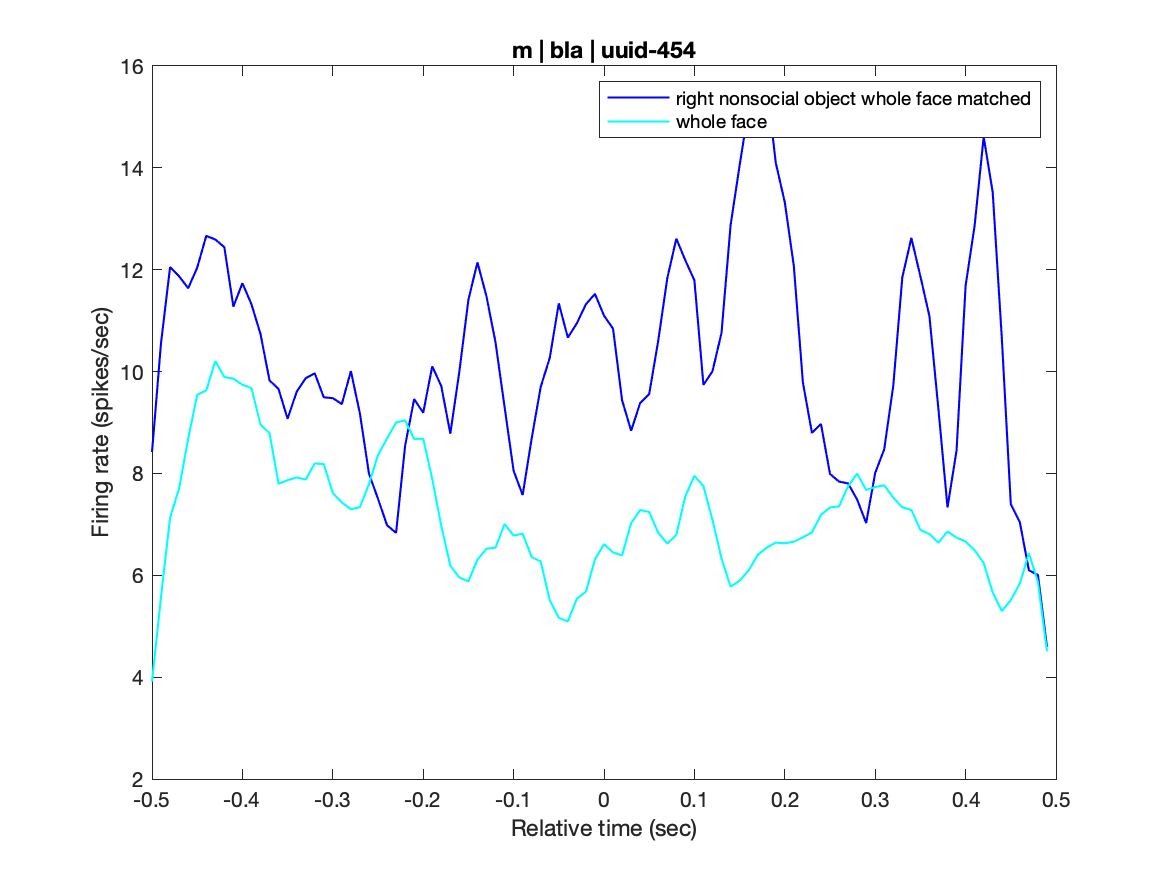 m | bla | uuid-454
16
14
12
10
8
6
4
2
Firing rate (spikes/sec)
right nonsocial object whole face matched
whole face
-0.5 -0.4 -0.3 -0.2 -0.1 0 0.1 0.2 0.3 0.4 0.5
Relative time (sec)